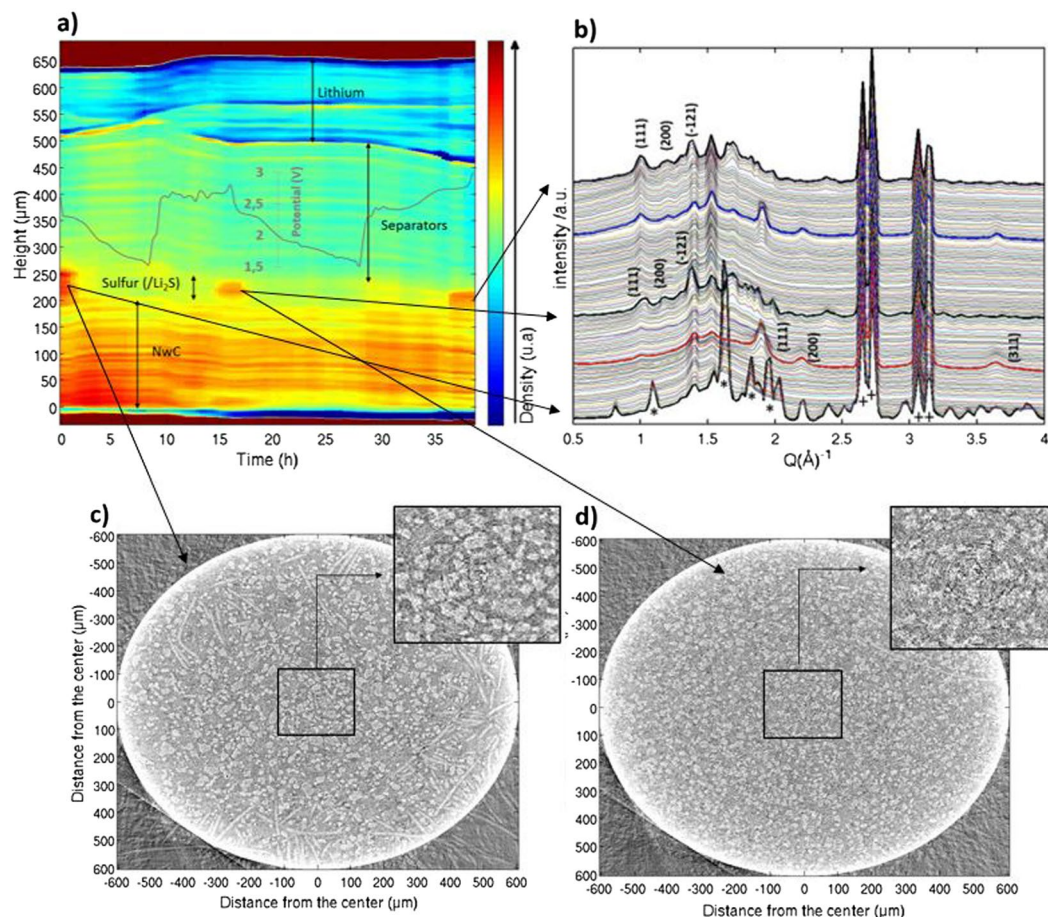 a)
650
600
550
500
450
400
350
300
250
200
150
100
50
0
Height (µm)
Lithium
3
2,5
2
1,5
Potential (V)
Separators
Sulfur (/Li₂S)
NwC
0 5 10 15 20 25 30 35
Time (h)
Density (u.a)
b)
intensity/a.u.
(111)
(200)
(-121)
(111)
(200)
(-121)
(111)
(200)
(311)
* * * *
+ + + +
0.5 1 1.5 2 2.5 3 3.5 4
Q(Å)⁻¹
c)
-600
-500
-400
-300
-200
-100
0
100
200
300
400
500
600
Distance from the center (µm)
-600 -500 -400 -300 -200 -100 0 100 200 300 400 500 600
Distance from the center (µm)
d)
-600
-500
-400
-300
-200
-100
0
100
200
300
400
500
600
-600 -500 -400 -300 -200 -100 0 100 200 300 400 500 600
Distance from the center (µm)